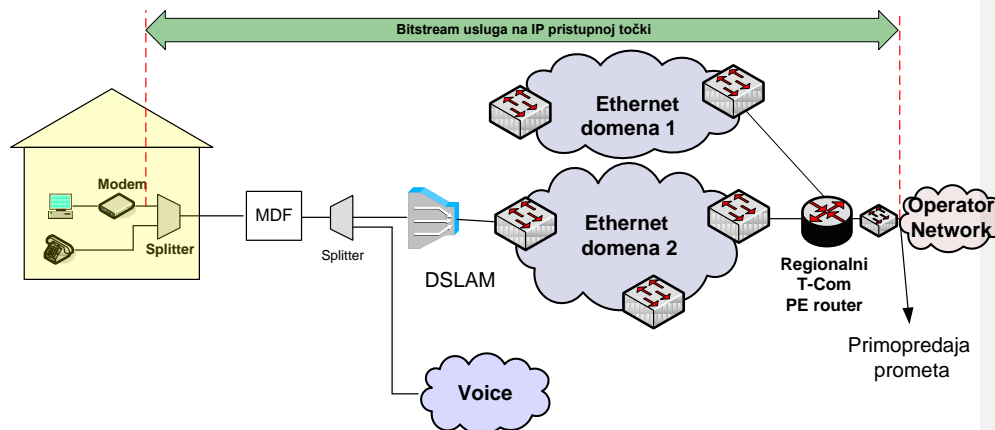 Bitstream usluga na IP pristupnoj točki
Ethernet
domena 1
Modem
Splitter
MDF
Splitter
DSLAM
Ethernet
domena 2
Regionalni
T-Com
PE router
Operator
Network
Primopredaja
prometa
Voice